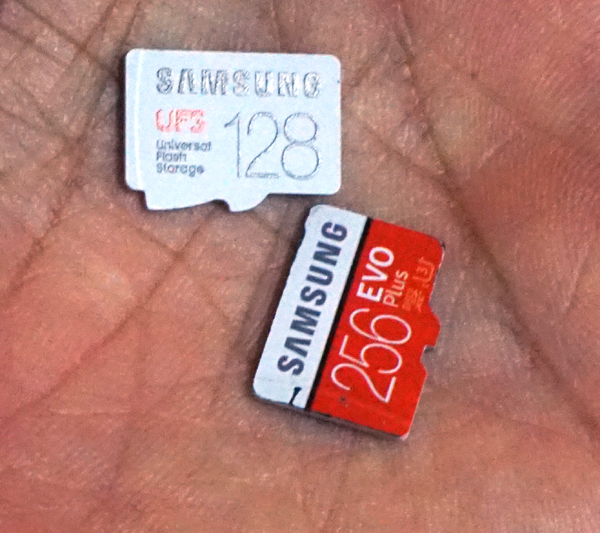 SAMSUNG
UFS
Universal
Flash
Storage
128
SAMSUNG
EVO
Plus
256